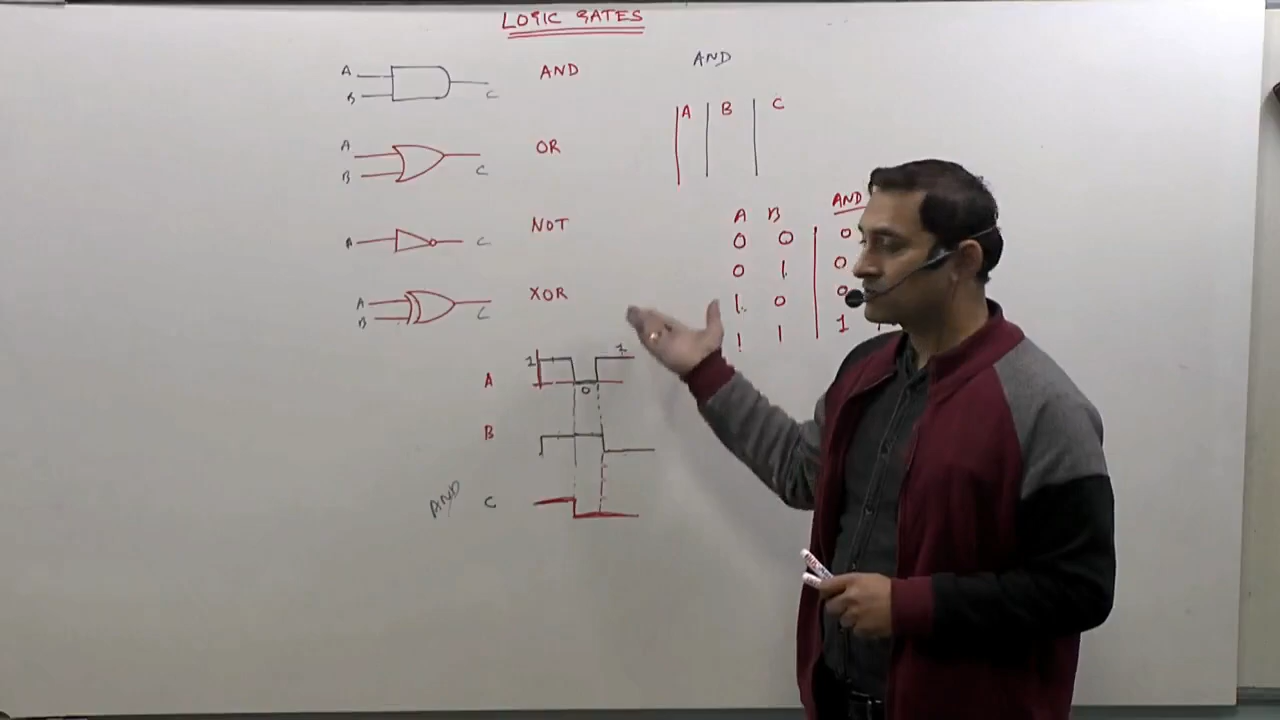 LOGIC GATES
A
B
C
AND
A
B
C
OR
A
C
NOT
A
B
C
XOR
AND
A B C
A B AND
0 0 0
0 1 0
1 0 0
1 1 1
A
1
0
1
B
AND C